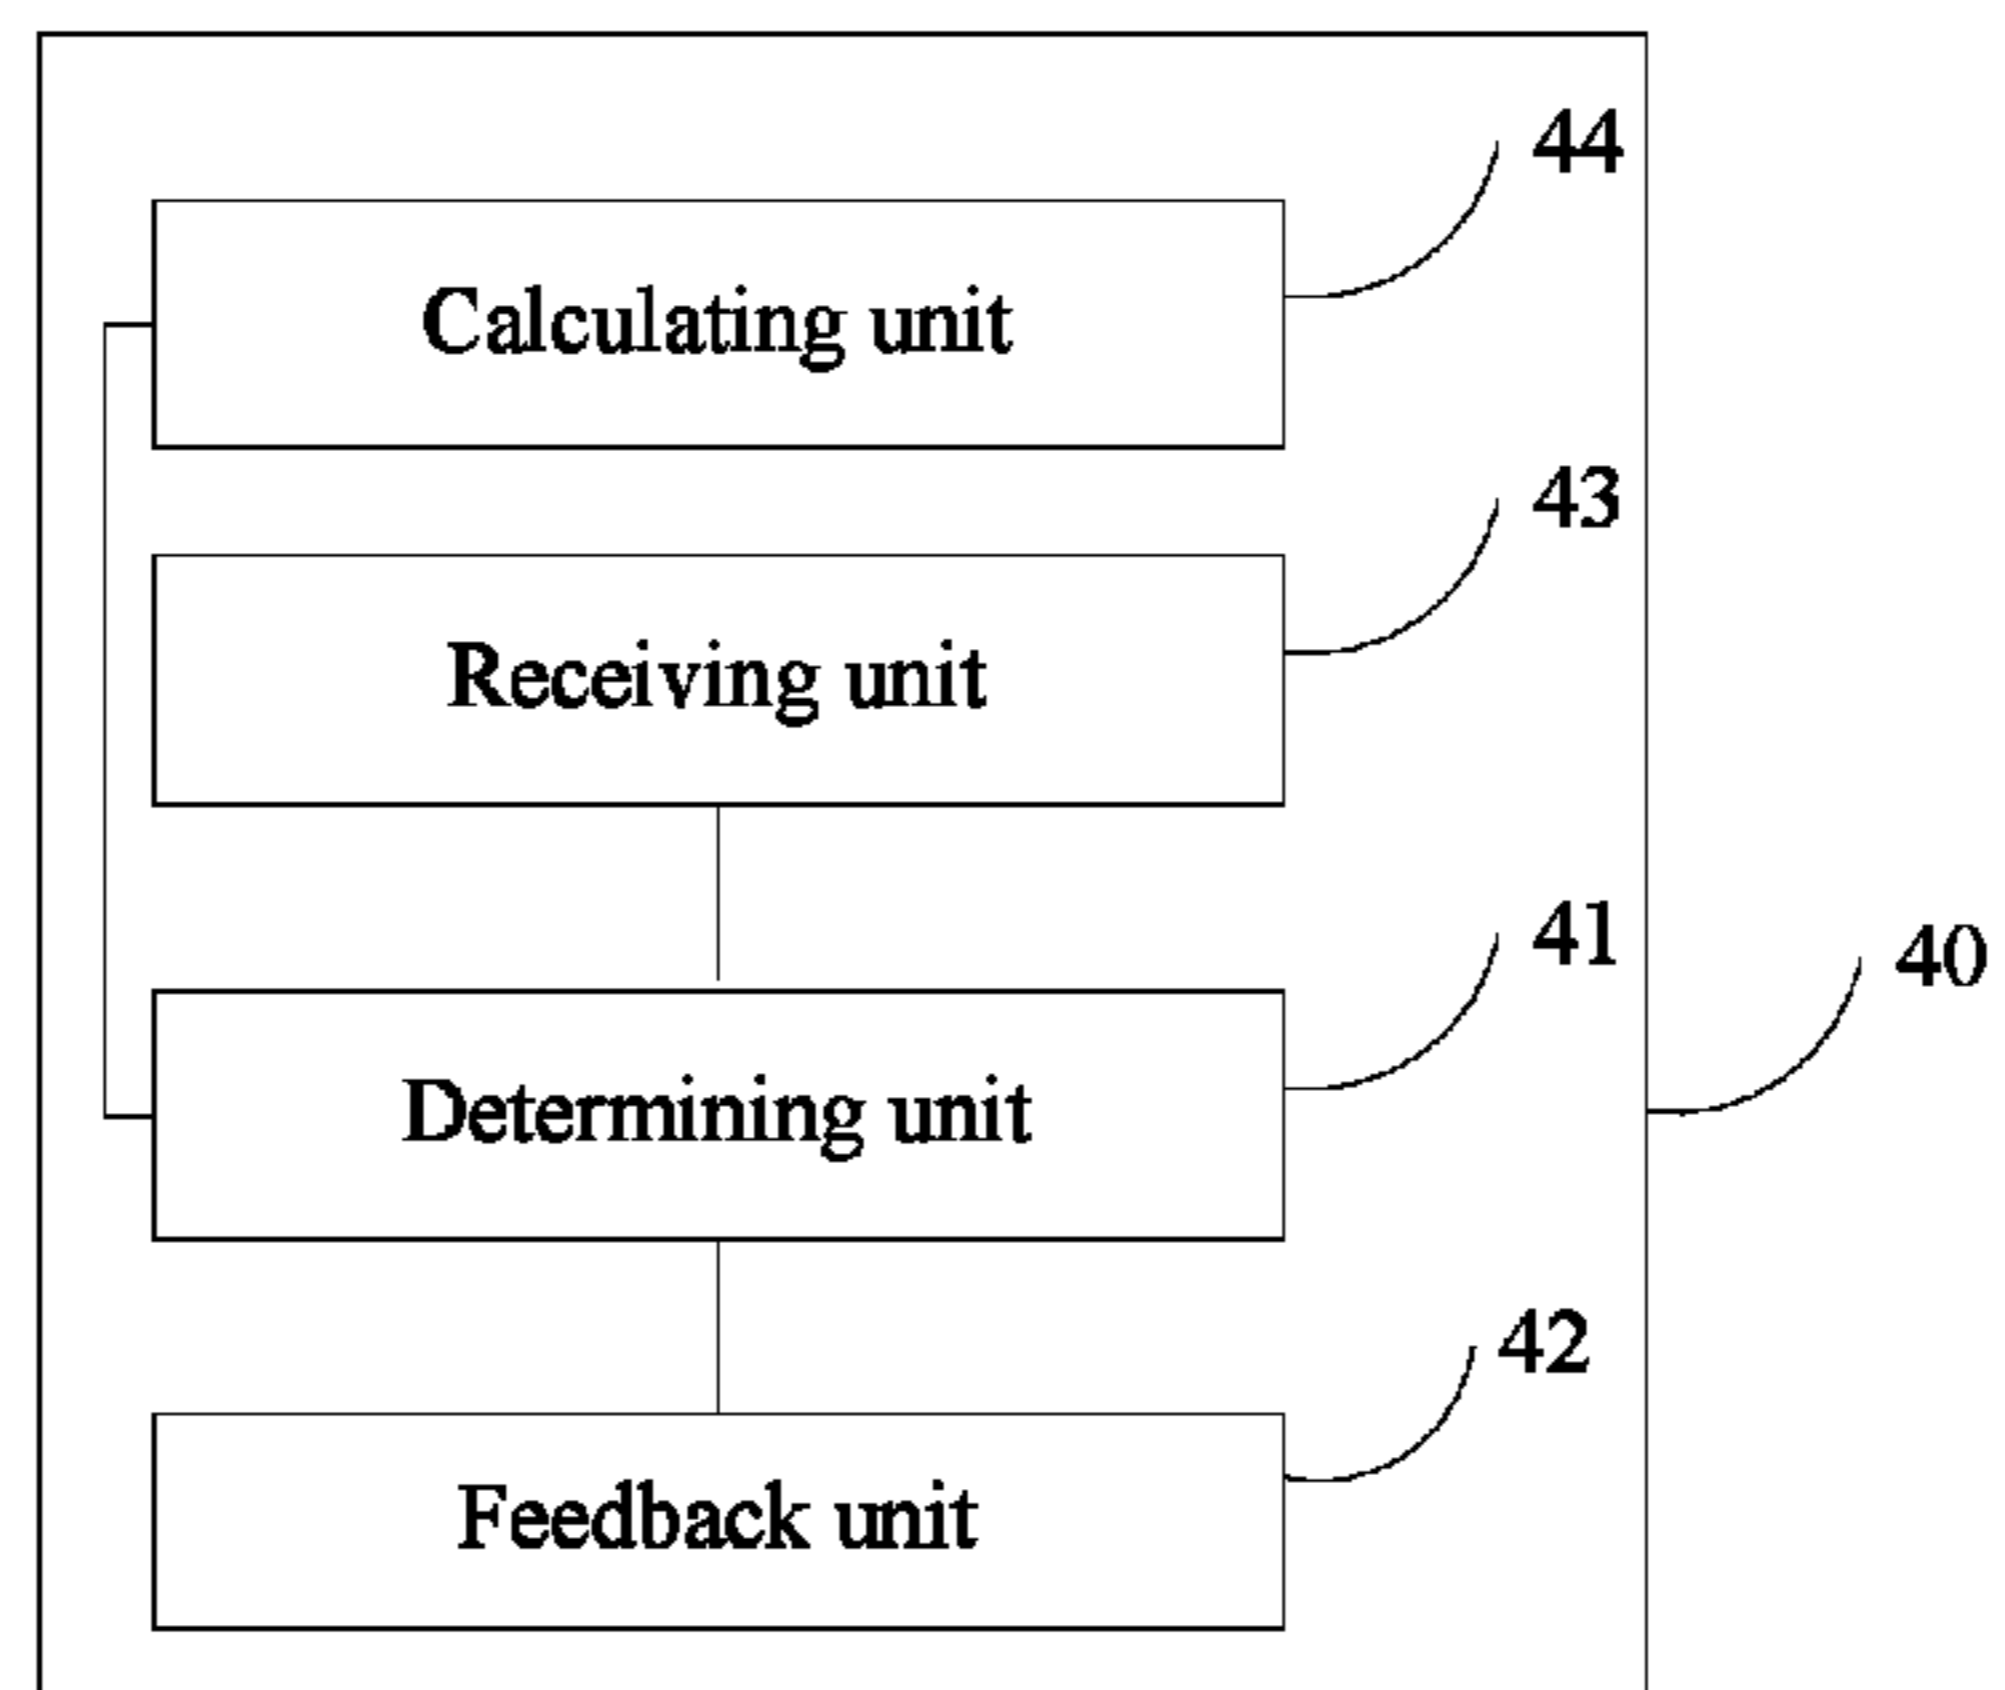 44
Calculating unit
43
Receiving unit
41
40
Determining unit
42
Feedback unit